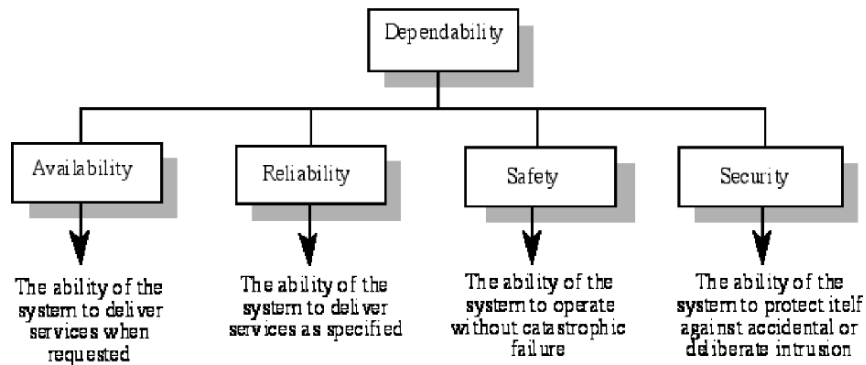 Dependability
Availability
Reliability
Safety
Security
The ability of the
system to deliver
services when
requested
The ability of the
system to deliver
services as specified
The ability of the
system to operate
without catastrophic
failure
The ability of the
system to protect itelf
against accidental or
deliberate intrusion